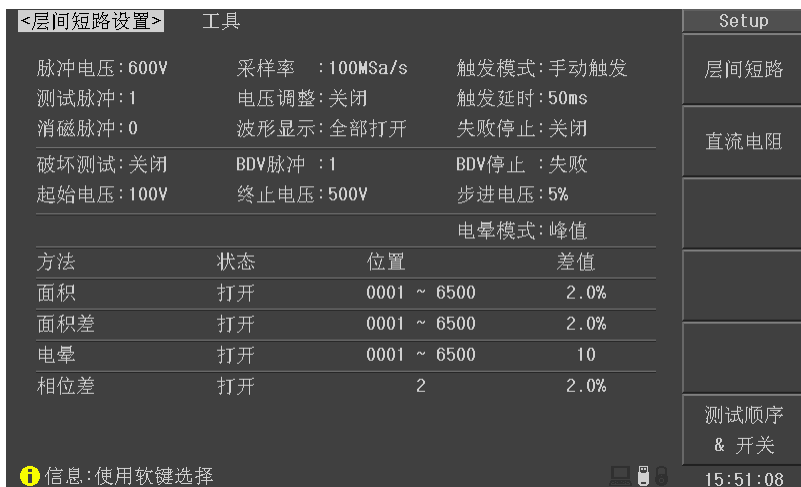 <层间短路设置> 工具 Setup
脉冲电压:600V 采样率 :100MSa/s 触发模式:手动触发 层间短路
测试脉冲:1 电压调整:关闭 触发延时:50ms
消磁脉冲:0 波形显示:全部打开 失败停止:关闭 直流电阻
破坏测试:关闭 BDV脉冲 :1 BDV停止 :失败
起始电压:100V 终止电压:500V 步进电压:5%
电晕模式:峰值
方法 状态 位置 差值
面积 打开 0001 ~ 6500 2.0%
面积差 打开 0001 ~ 6500 2.0%
电晕 打开 0001 ~ 6500 10
相位差 打开 2 2.0%
测试顺序
& 开关
信息:使用软键选择 15:51:08